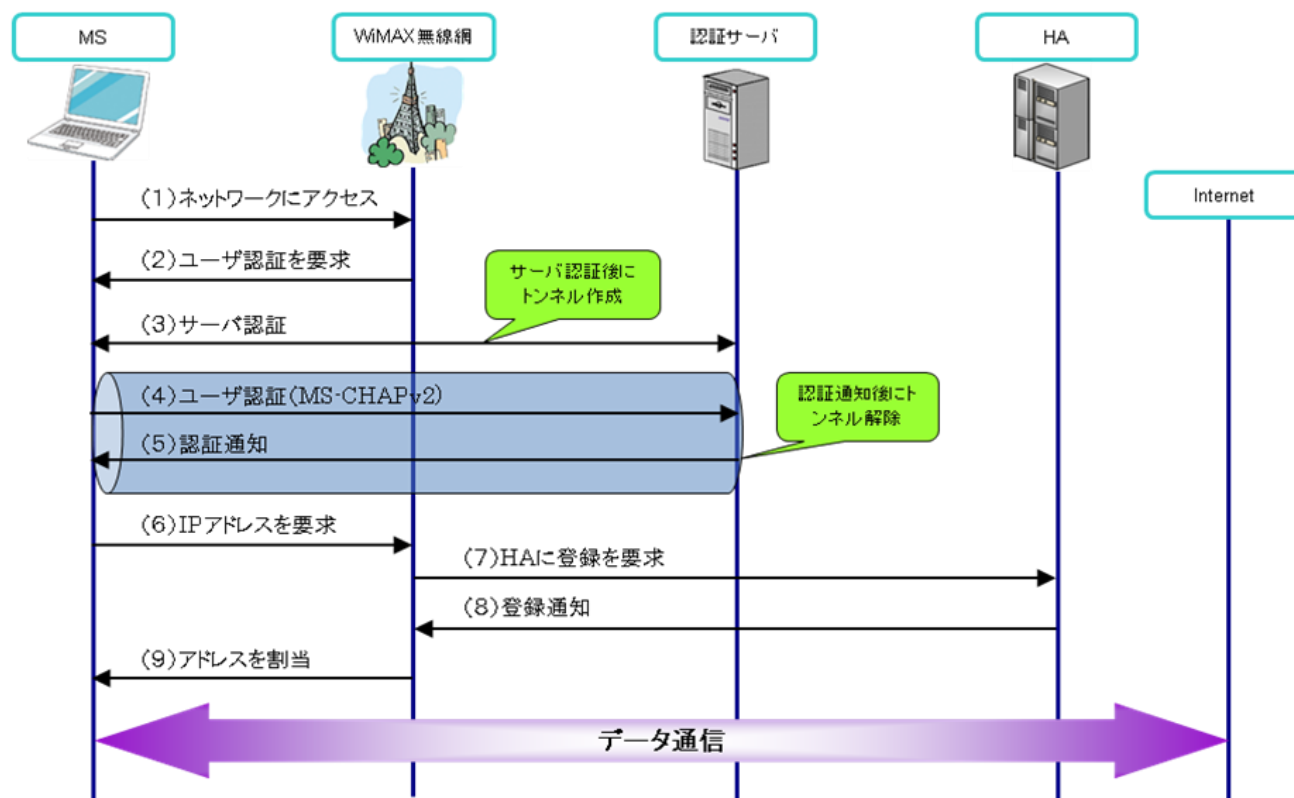 MS
WiMAX無線網
認証サーバ
HA
Internet
(1)ネットワークにアクセス
(2)ユーザ認証を要求
サーバ認証後に
トンネル作成
(3)サーバ認証
(4)ユーザ認証(MS-CHAPv2)
認証通知後にト
ンネル解除
(5)認証通知
(6)IPアドレスを要求
(7)HAに登録を要求
(8)登録通知
(9)アドレスを割当
データ通信